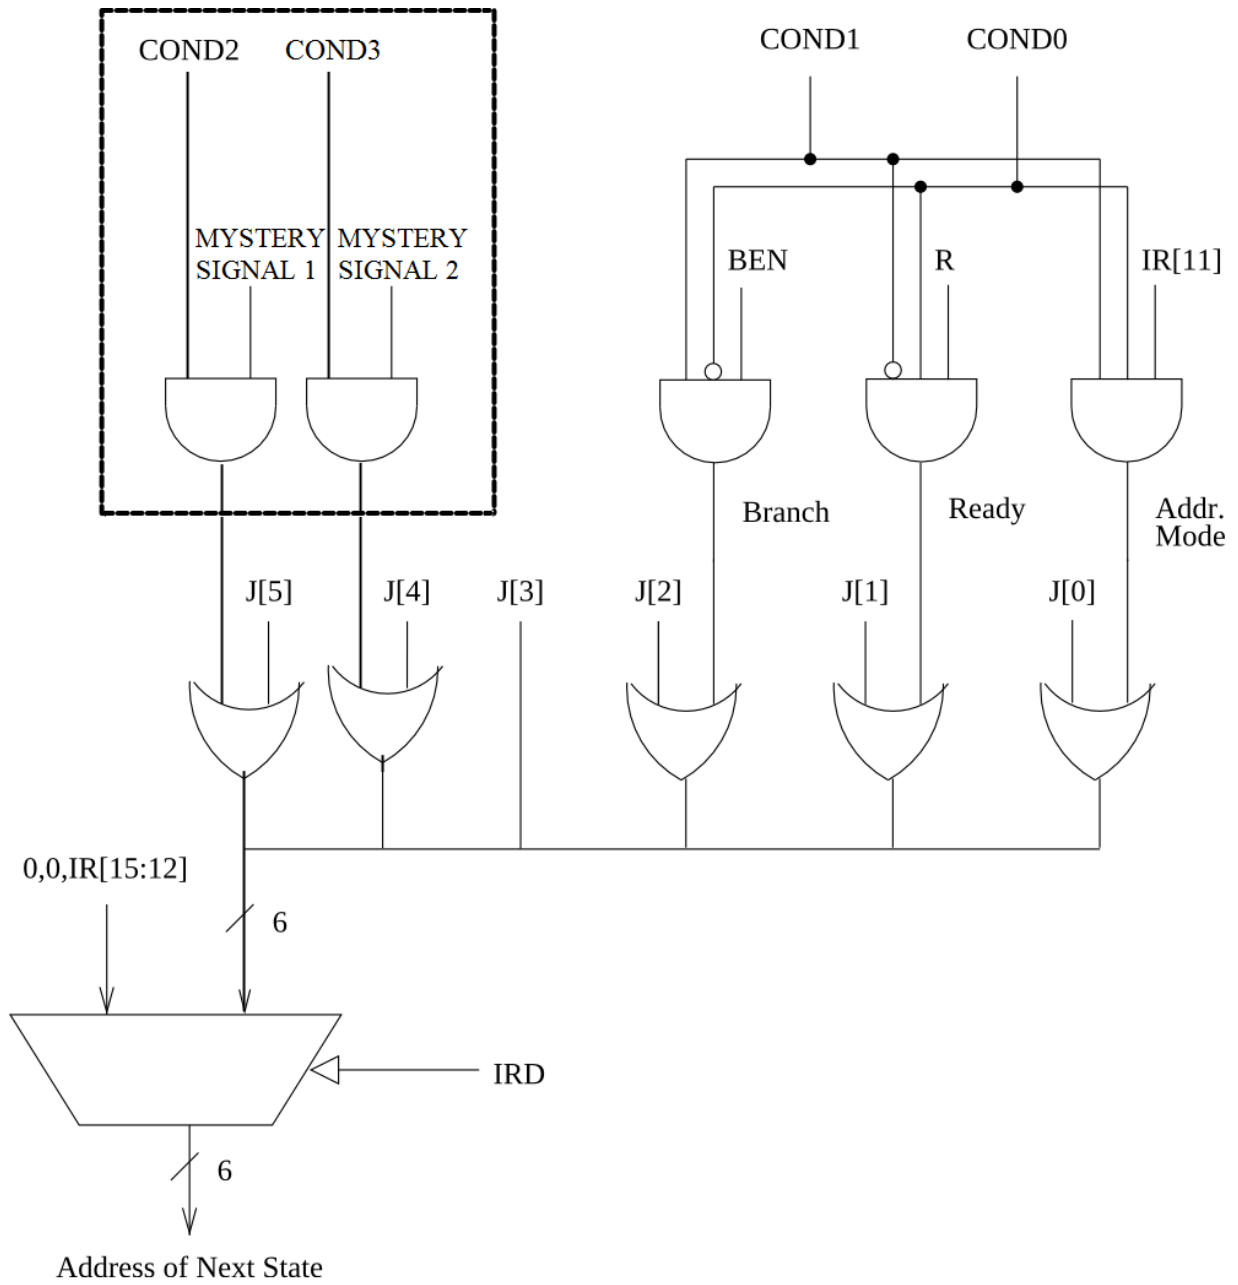 COND2
COND3
COND1
COND0
MYSTERY
SIGNAL 1
MYSTERY
SIGNAL 2
BEN
R
IR[11]
Branch
Ready
Addr.
Mode
J[5]
J[4]
J[3]
J[2]
J[1]
J[0]
0,0,IR[15:12]
6
IRD
6
Address of Next State